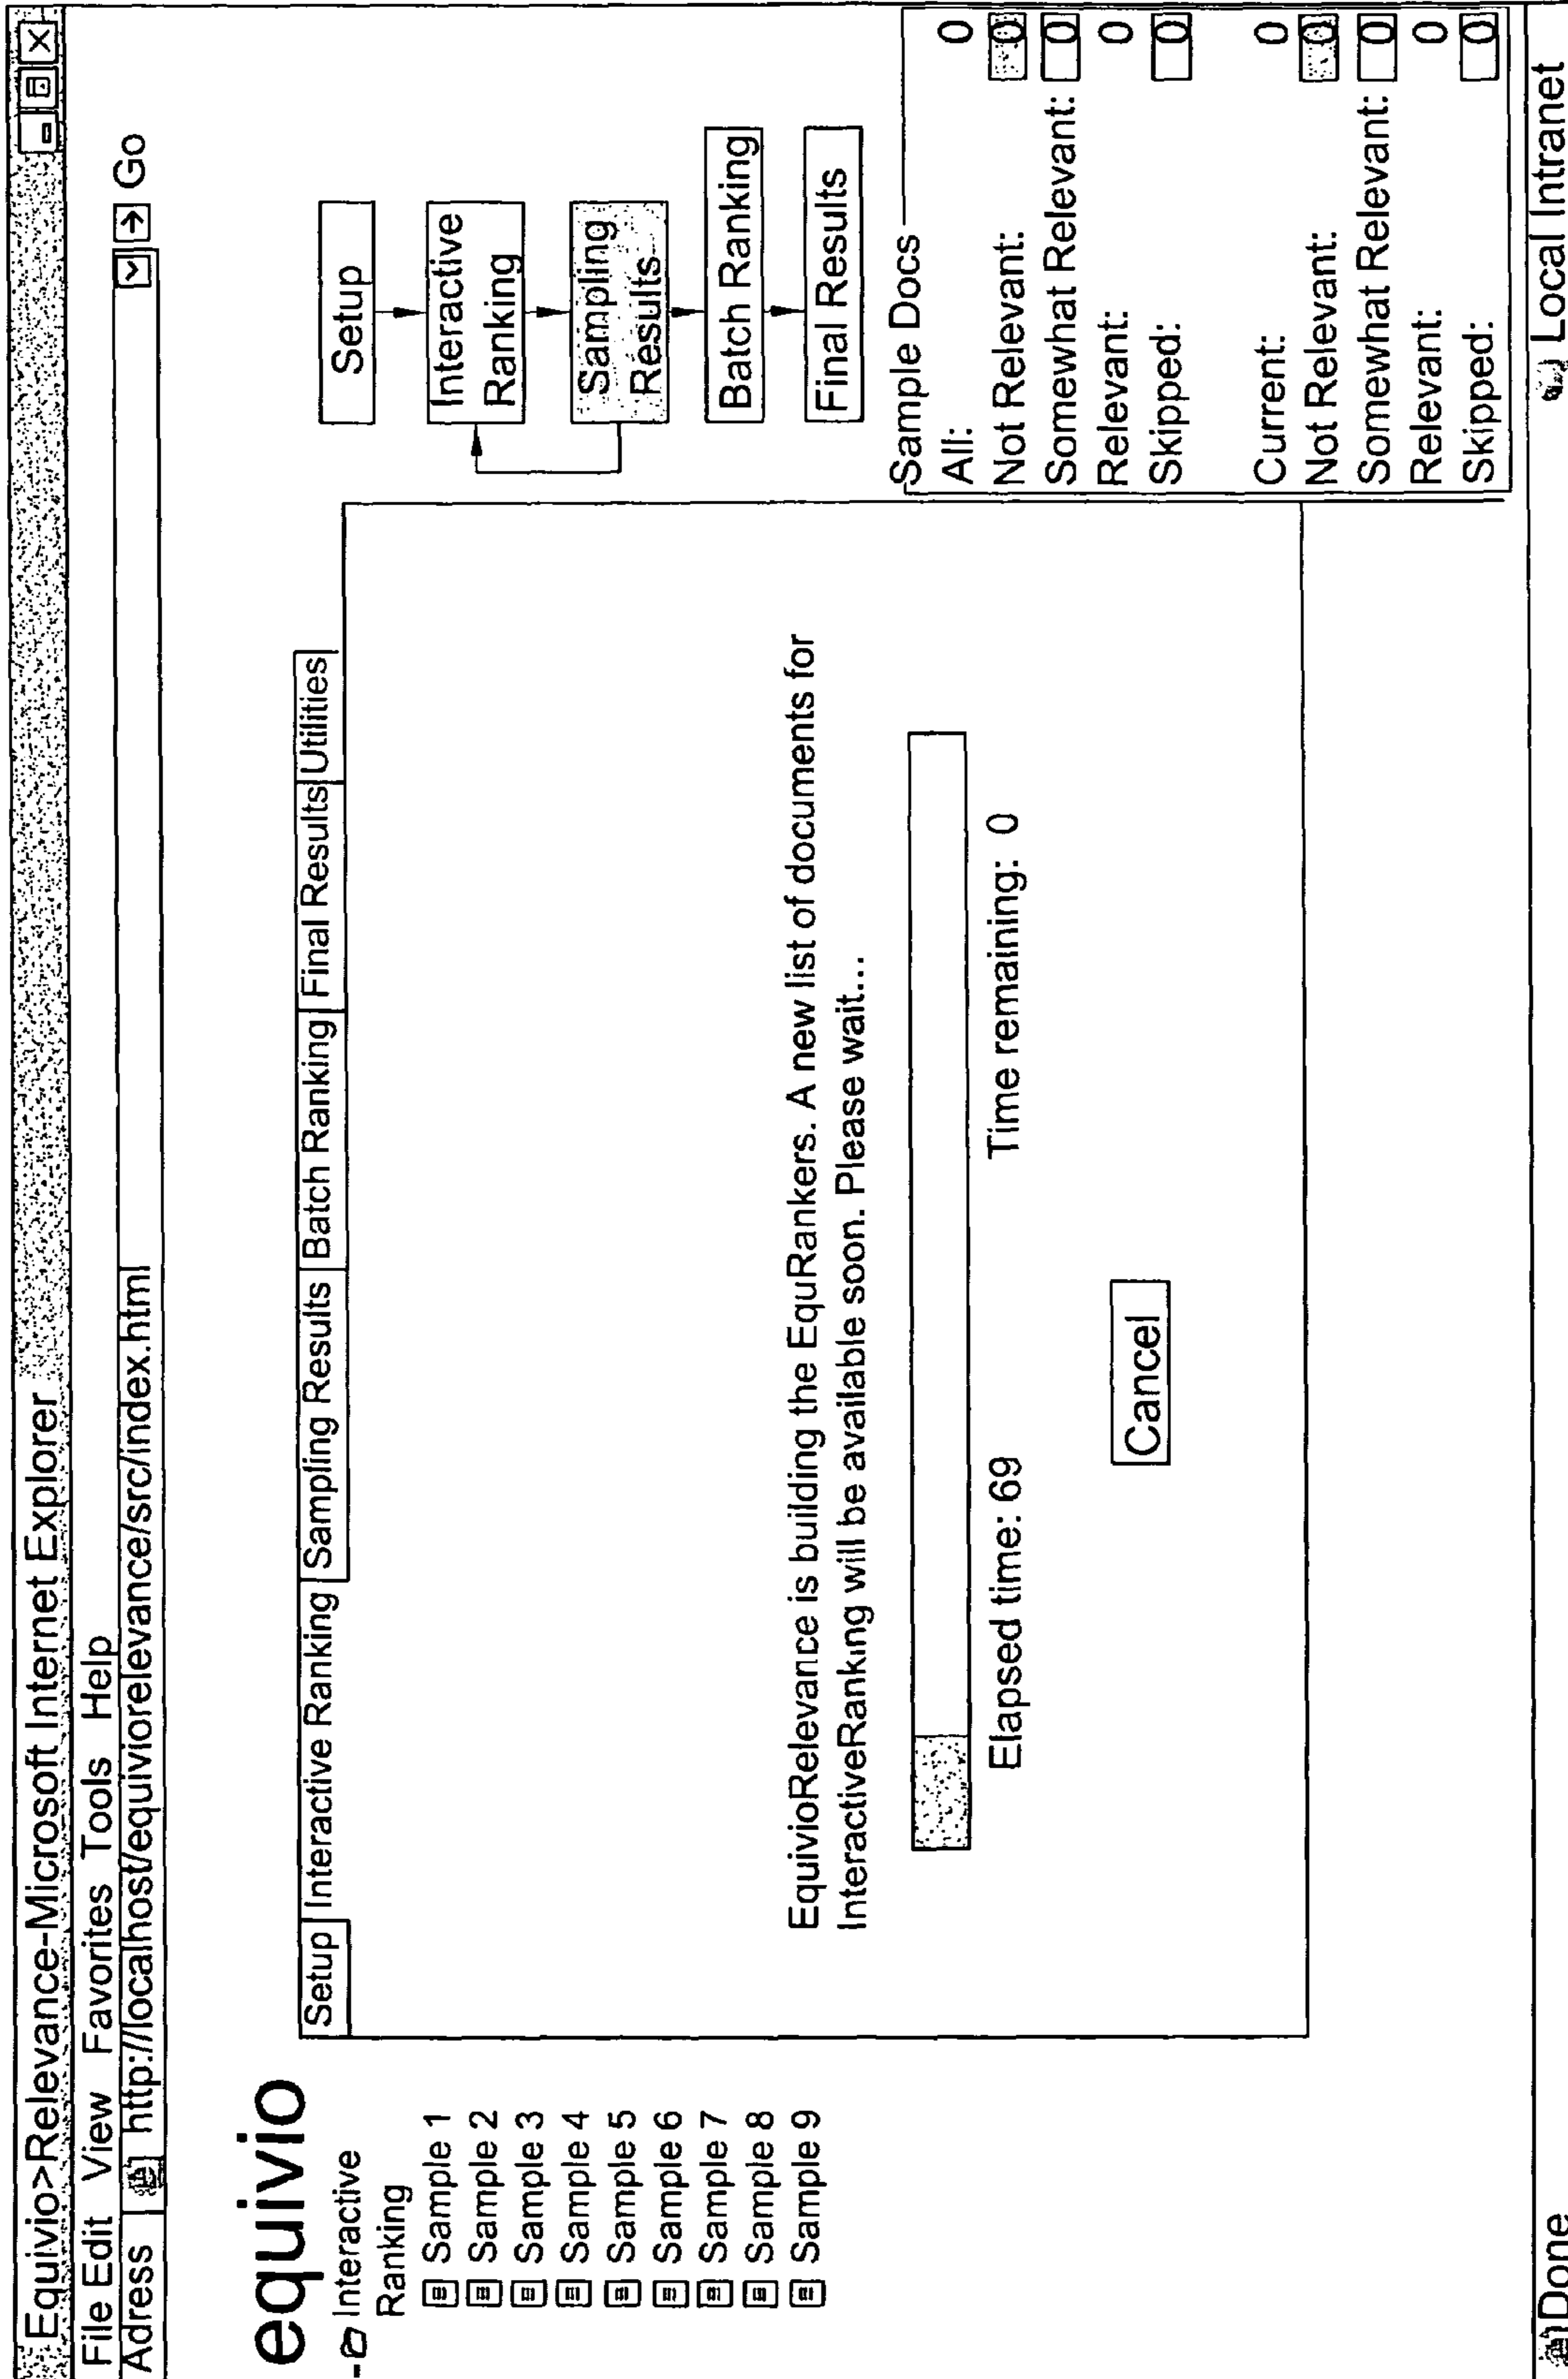 Equivio>Relevance-Microsoft Internet Explorer
File Edit View Favorites Tools Help
Adress http://localhost/equiviorelevance/src/index.html Go
equivio
Interactive
Ranking
Sample 1
Sample 2
Sample 3
Sample 4
Sample 5
Sample 6
Sample 7
Sample 8
Sample 9
Setup Interactive Ranking Sampling Results Batch Ranking Final Results Utilities
EquivioRelevance is building the EquRankers. A new list of documents for
InteractiveRanking will be available soon. Please wait...
Elapsed time: 69 Time remaining: 0
Cancel
Setup
Interactive
Ranking
Sampling
Results
Batch Ranking
Final Results
Sample Docs
All: 0
Not Relevant: 0
Somewhat Relevant: 0
Relevant: 0
Skipped: 0
Current: 0
Not Relevant: 0
Somewhat Relevant: 0
Relevant: 0
Skipped: 0
Done Local Intranet